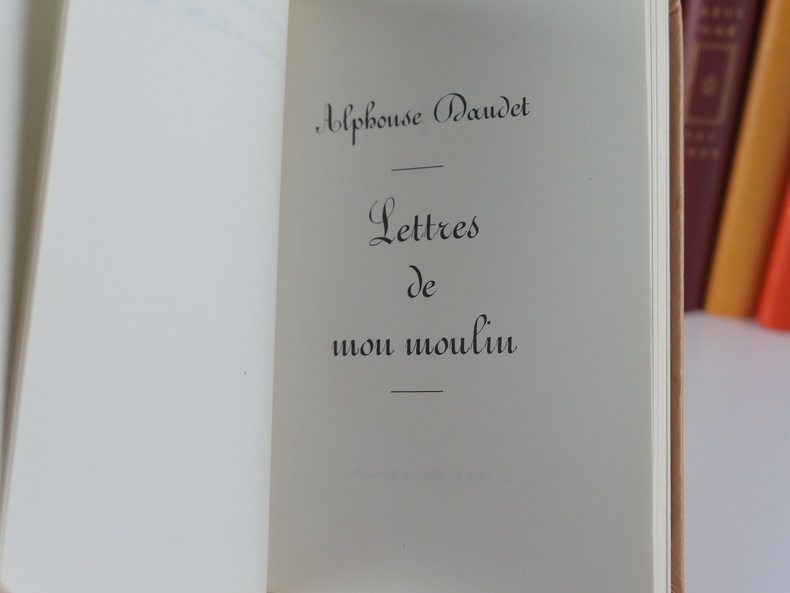 Alphonse Daudet
Lettres
de
mon moulin